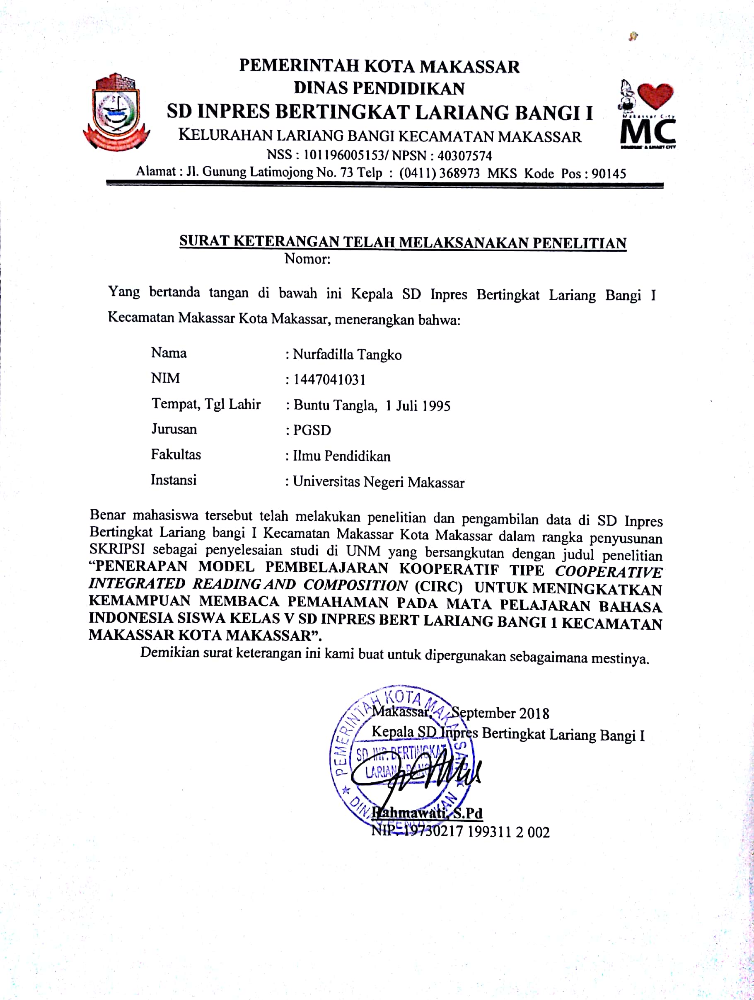 PEMERINTAH KOTA MAKASSAR
DINAS PENDIDIKAN
SD INPRES BERTINGKAT LARIANG BANGI I
KELURAHAN LARIANG BANGI KECAMATAN MAKASSAR
NSS : 101196005153/ NPSN : 40307574
Alamat : Jl. Gunung Latimojong No. 73 Telp : (0411) 368973 MKS Kode Pos : 90145
Makassar City
MC
SURAT KETERANGAN TELAH MELAKSANAKAN PENELITIAN
Nomor:
Yang bertanda tangan di bawah ini Kepala SD Inpres Bertingkat Lariang Bangi I
Kecamatan Makassar Kota Makassar, menerangkan bahwa:
Nama : Nurfadilla Tangko
NIM : 1447041031
Tempat, Tgl Lahir : Buntu Tangla, 1 Juli 1995
Jurusan : PGSD
Fakultas : Ilmu Pendidikan
Instansi : Universitas Negeri Makassar
Benar mahasiswa tersebut telah melakukan penelitian dan pengambilan data di SD Inpres
Bertingkat Lariang bangi I Kecamatan Makassar Kota Makassar dalam rangka penyusunan
SKRIPSI sebagai penyelesaian studi di UNM yang bersangkutan dengan judul penelitian
“PENERAPAN MODEL PEMBELAJARAN KOOPERATIF TIPE COOPERATIVE
INTEGRATED READING AND COMPOSITION (CIRC) UNTUK MENINGKATKAN
KEMAMPUAN MEMBACA PEMAHAMAN PADA MATA PELAJARAN BAHASA
INDONESIA SISWA KELAS V SD INPRES BERT LARIANG BANGI 1 KECAMATAN
MAKASSAR KOTA MAKASSAR”.
Demikian surat keterangan ini kami buat untuk dipergunakan sebagaimana mestinya.
Makassar, September 2018
Kepala SD Inpres Bertingkat Lariang Bangi I
PEMERINTAH KOTA MAKASSAR
SD. INP. BERTINGKAT
LARIANG BANGI
DINAS PENDIDIKAN
Rahmawati, S.Pd
NIP. 19730217 199311 2 002